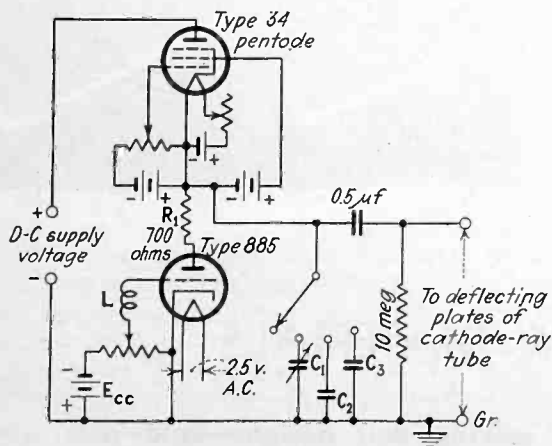 Type 34
pentode
- +
- +
- +
0.5 μf
+
D-C supply
voltage
-
R1
700
ohms
Type 885
L
10 meg
To deflecting
plates of
cathode-ray
tube
-
Ecc
+
2.5 v.
A.C.
C1
C2
C3
Gr.